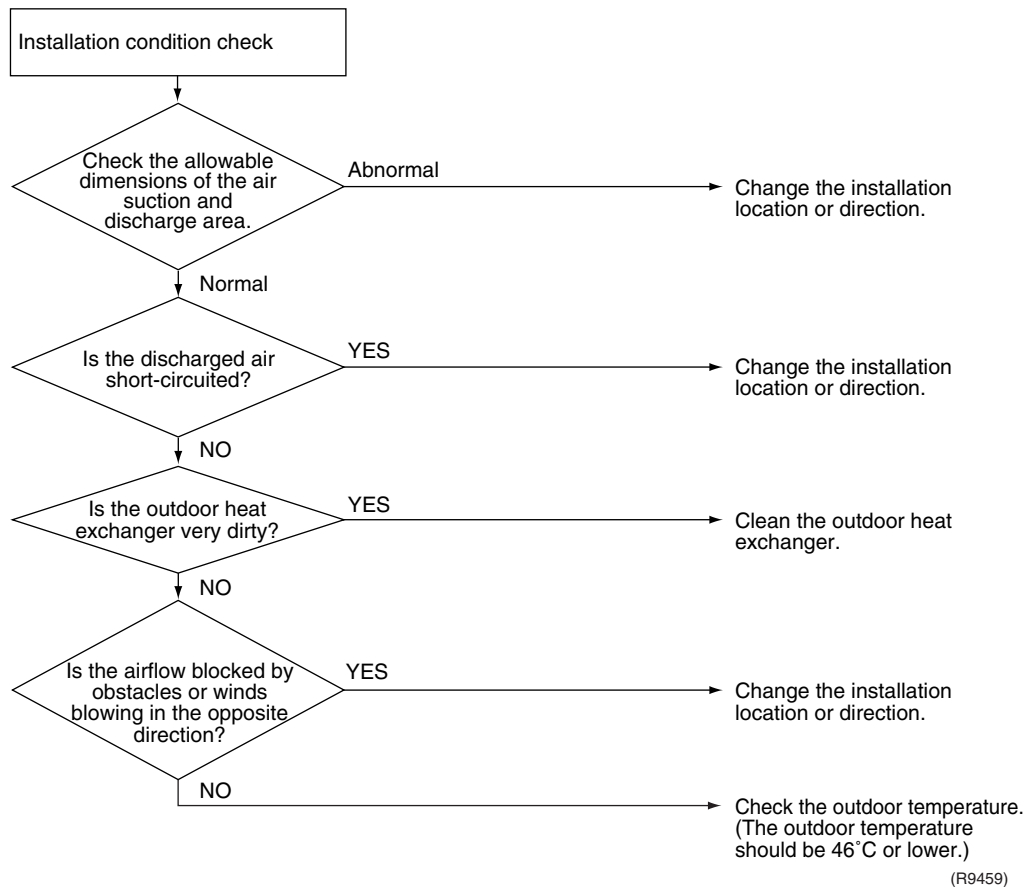 Installation condition check
Check the allowable
dimensions of the air
suction and
discharge area.
Abnormal
Change the installation
location or direction.
Normal
Is the discharged air
short-circuited?
YES
Change the installation
location or direction.
NO
Is the outdoor heat
exchanger very dirty?
YES
Clean the outdoor heat
exchanger.
NO
Is the airflow blocked by
obstacles or winds
blowing in the opposite
direction?
YES
Change the installation
location or direction.
NO
Check the outdoor temperature.
(The outdoor temperature
should be 46˚C or lower.)
(R9459)